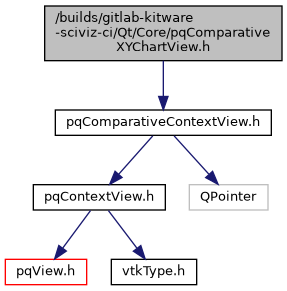 /builds/gitlab-kitware
-sciviz-ci/Qt/Core/pqComparative
XYChartView.h
pqComparativeContextView.h
pqContextView.h
QPointer
pqView.h
vtkType.h